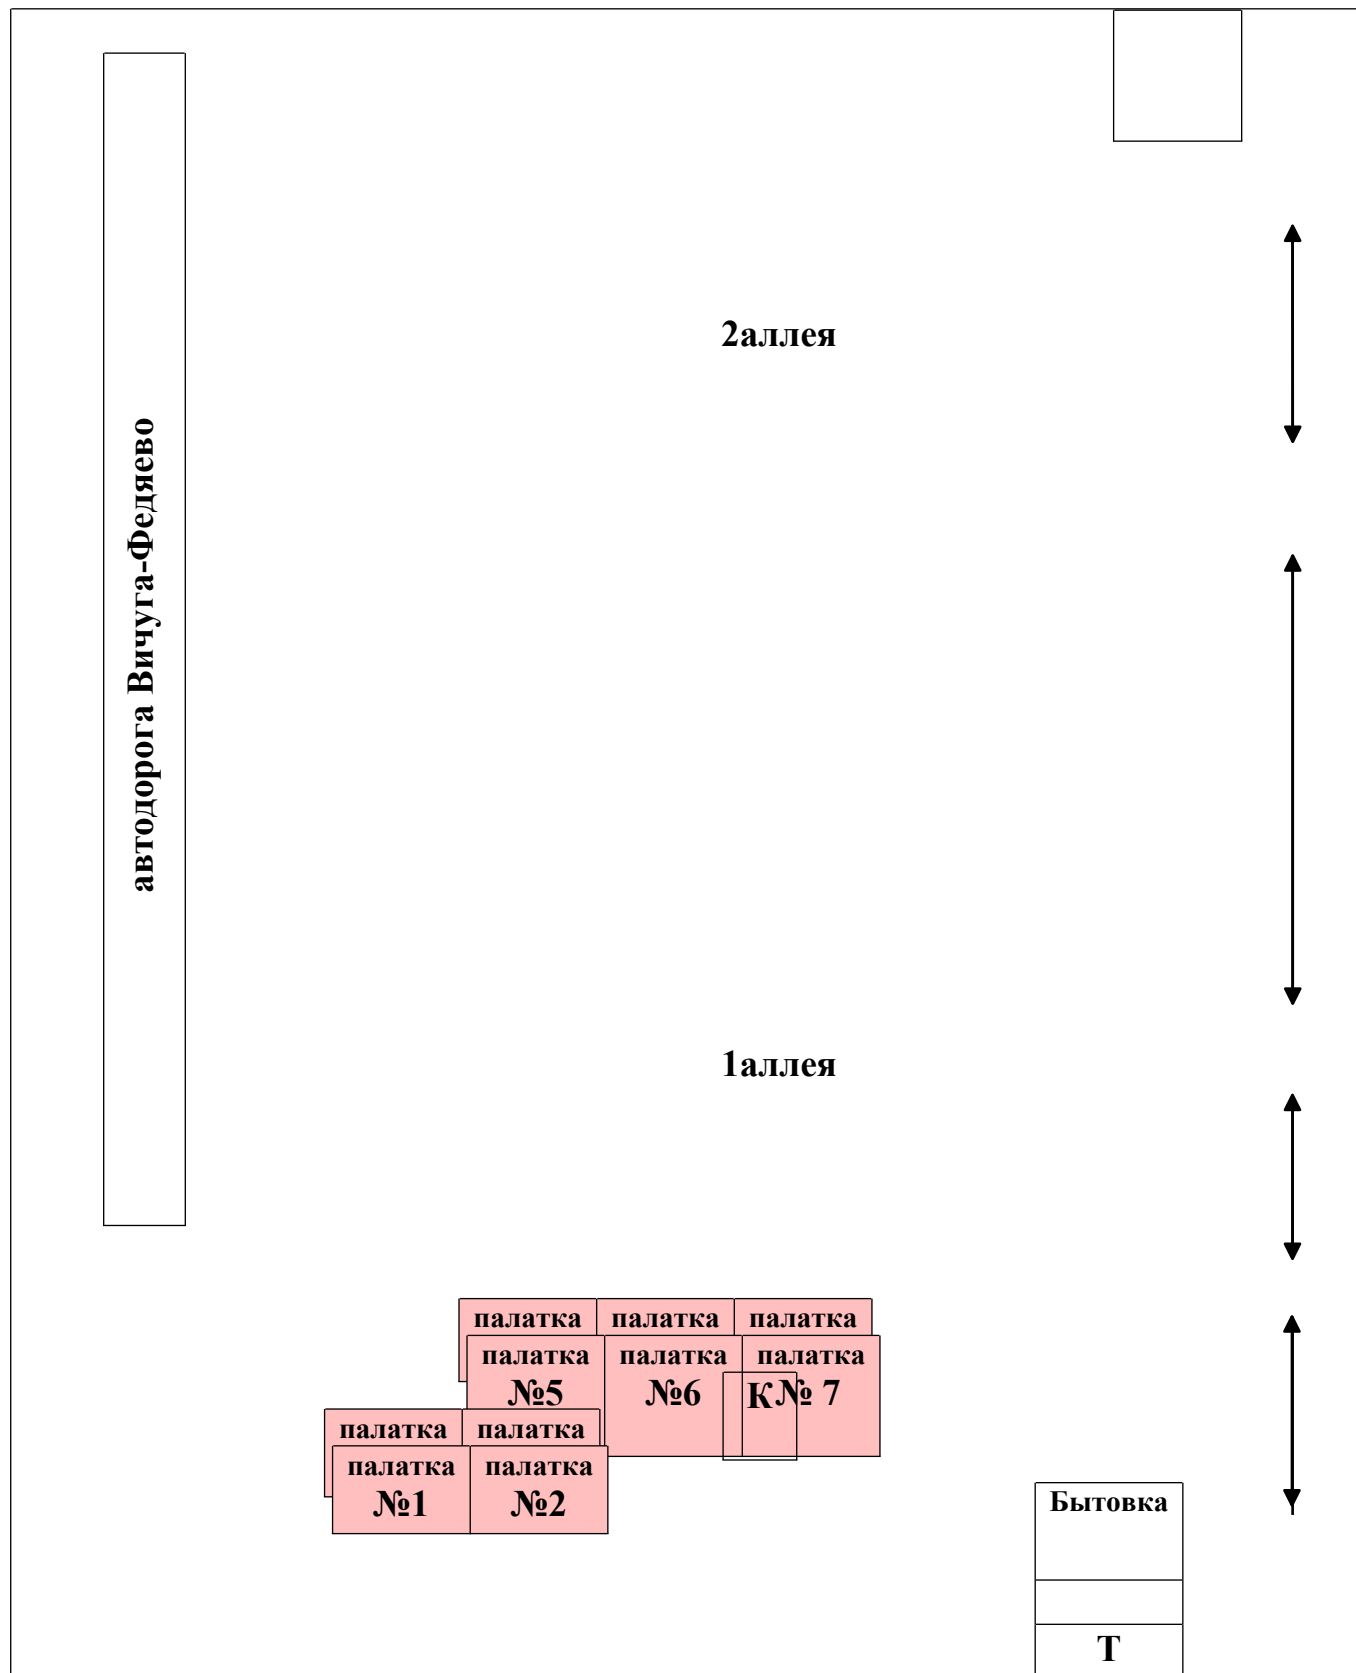 2аллея
автодорога Вичуга-Федяево
1аллея
палатка палатка палатка
палатка палатка палатка
№5 №6 К № 7
палатка палатка
палатка палатка
№1 №2
Бытовка
Т